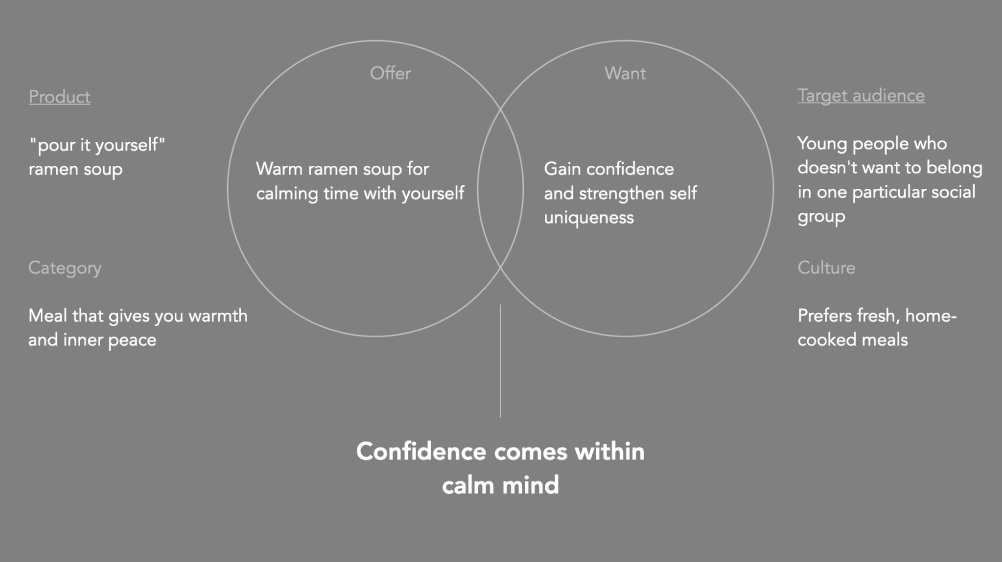 Product
"pour it yourself"
ramen soup
Category
Meal that gives you warmth
and inner peace
Offer
Warm ramen soup for
calming time with yourself
Want
Gain confidence
and strengthen self
uniqueness
Target audience
Young people who
doesn't want to belong
in one particular social
group
Culture
Prefers fresh, home-
cooked meals
Confidence comes within
calm mind